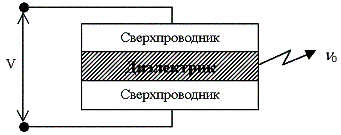 Сверхпроводник
V
Диэлектрик
ν₀
Сверхпроводник